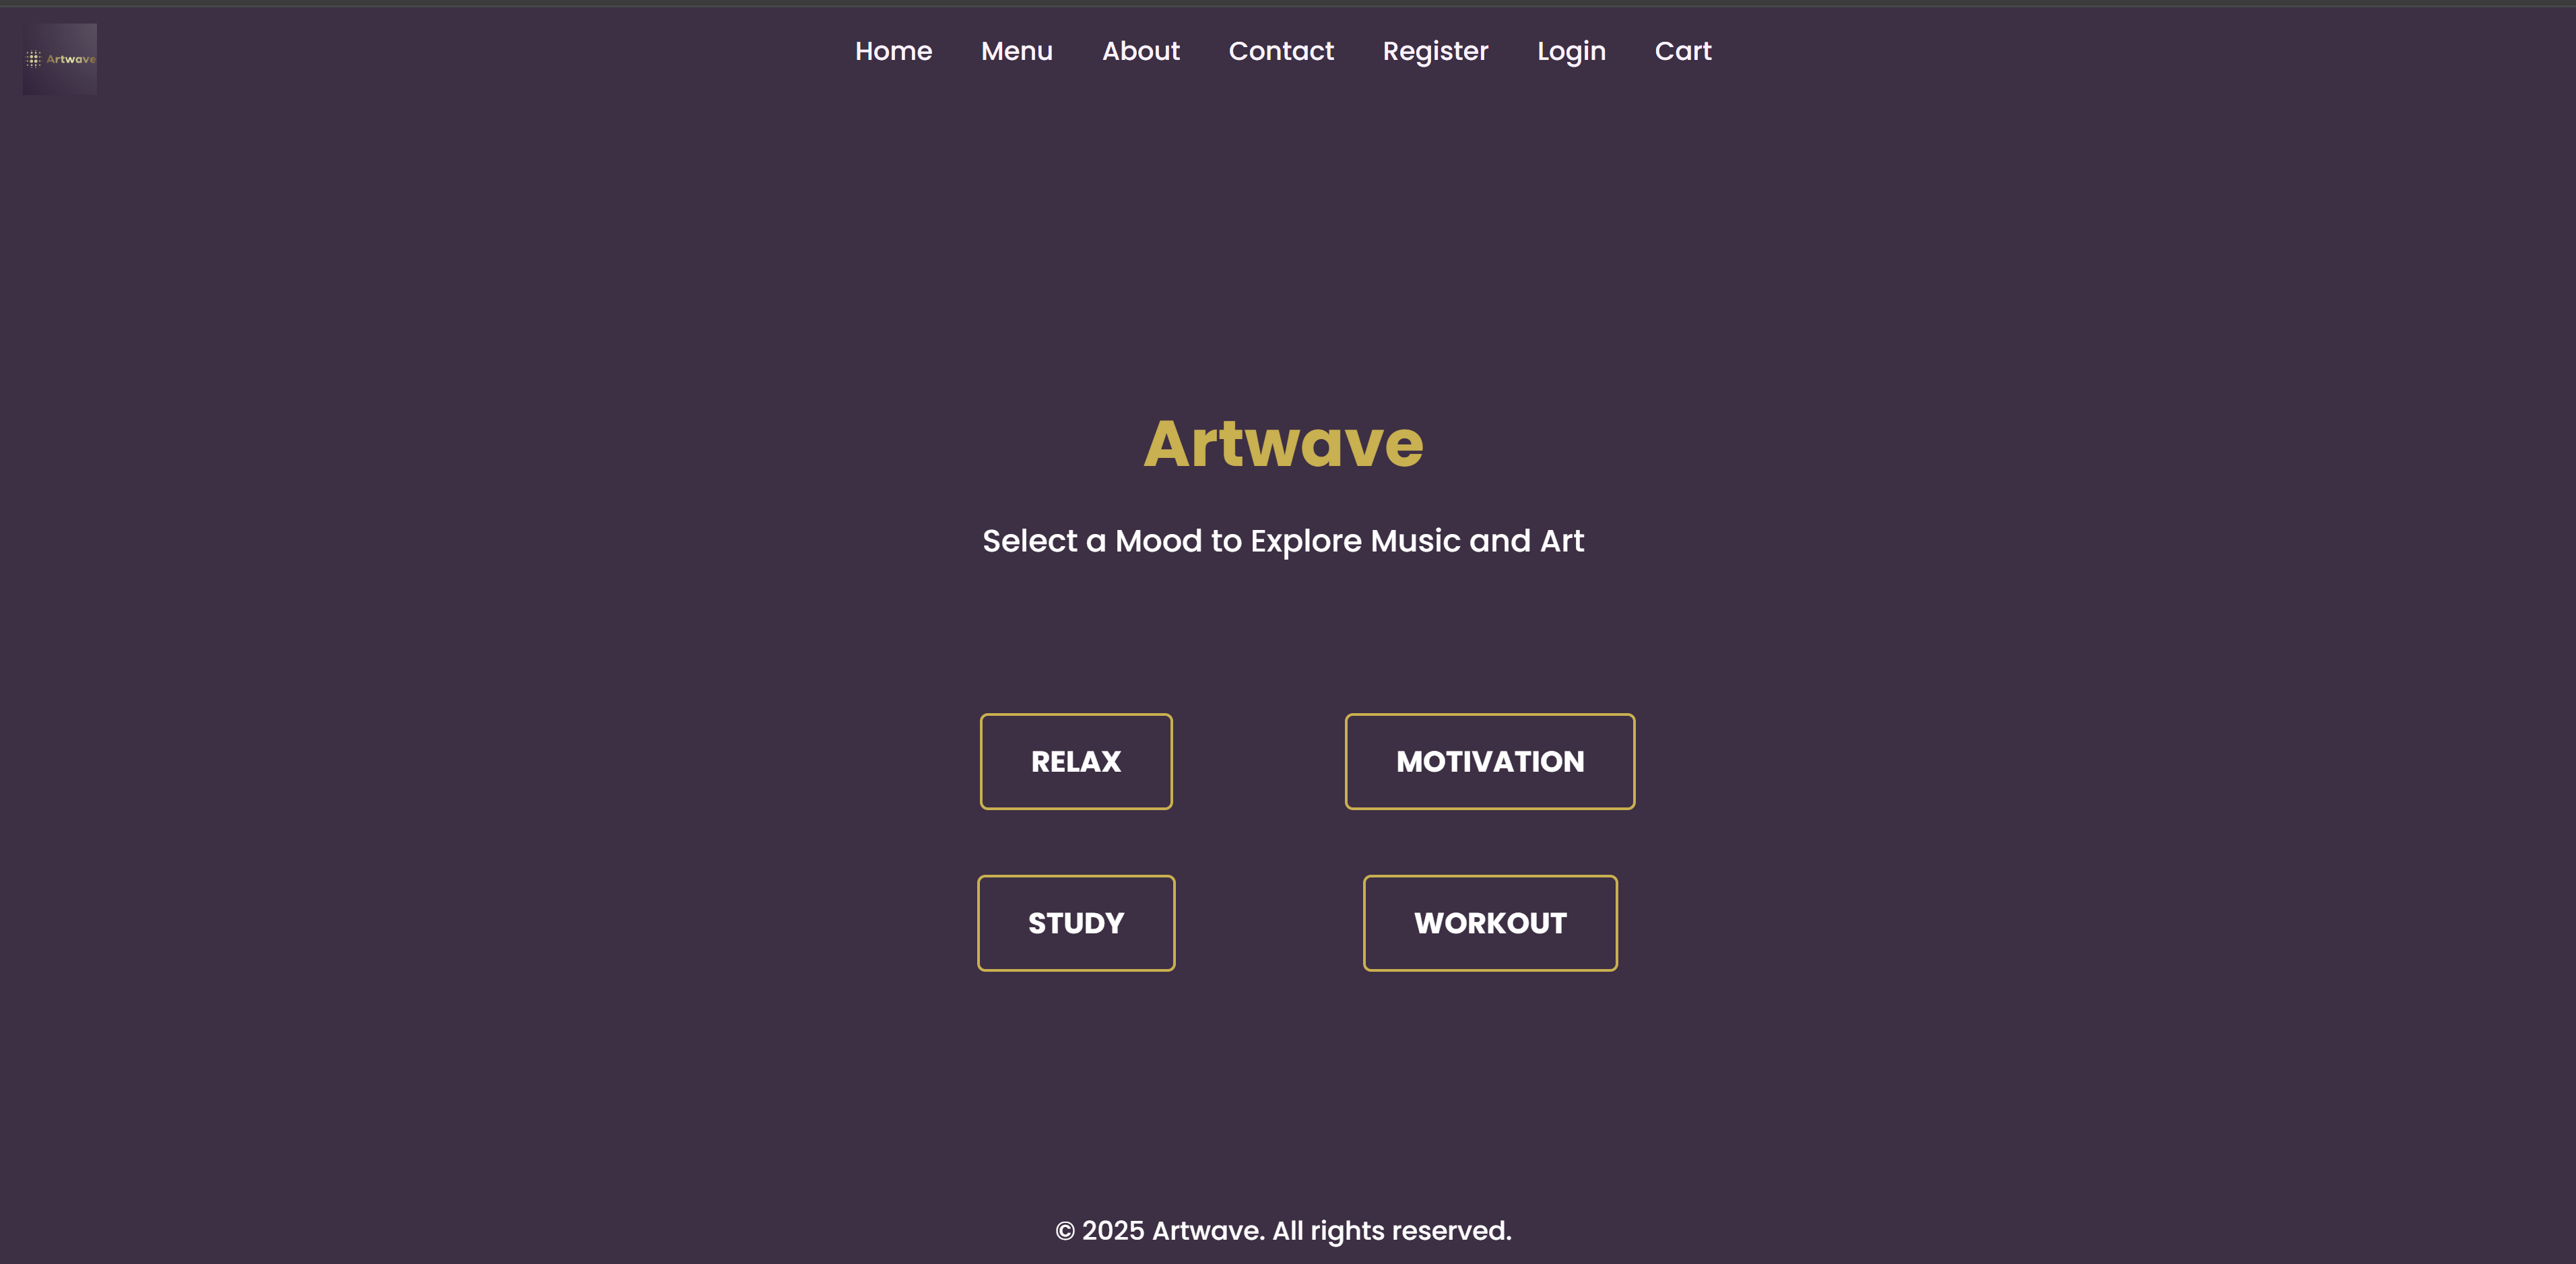 Artwave
Home Menu About Contact Register Login Cart
Artwave
Select a Mood to Explore Music and Art
RELAX MOTIVATION
STUDY WORKOUT
© 2025 Artwave. All rights reserved.